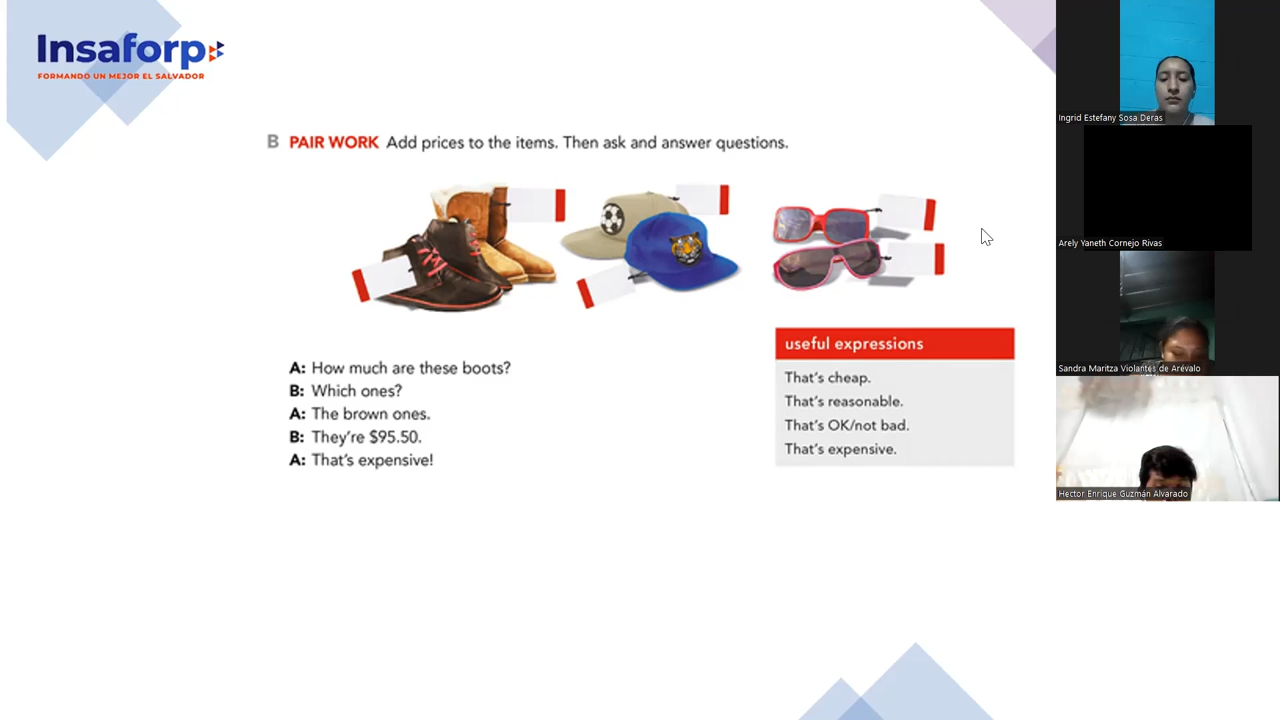 Insaforp
FORMANDO UN MEJOR EL SALVADOR
B PAIR WORK Add prices to the items. Then ask and answer questions.
A: How much are these boots?
B: Which ones?
A: The brown ones.
B: They're $95.50.
A: That's expensive!
useful expressions
That's cheap.
That's reasonable.
That's OK/not bad.
That's expensive.
Ingrid Estefany Sosa Deras
Arely Yaneth Cornejo Rivas
Sandra Maritza Violantes de Arévalo
Hector Enrique Guzmán Alvarado